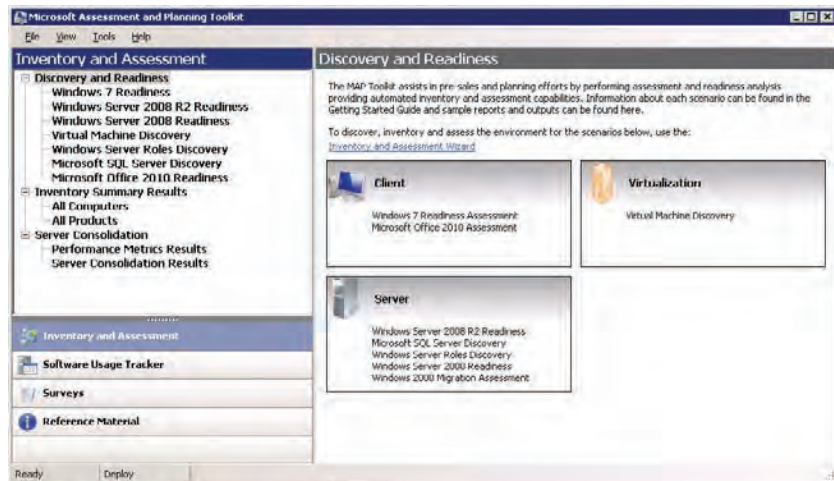 Microsoft Assessment and Planning Toolkit
File View Tools Help
Inventory and Assessment
Discovery and Readiness
Windows 7 Readiness
Windows Server 2008 R2 Readiness
Windows Server 2008 Readiness
Virtual Machine Discovery
Windows Server Roles Discovery
Microsoft SQL Server Discovery
Microsoft Office 2010 Readiness
Inventory Summary Results
All Computers
All Products
Server Consolidation
Performance Metrics Results
Server Consolidation Results
Inventory and Assessment
Software Usage Tracker
Surveys
Reference Material
Discovery and Readiness
The MAP Toolkit assists in pre-sales and planning efforts by performing assessment and readiness analysis
providing automated inventory and assessment capabilities. Information about each scenario can be found in the
Getting Started Guide and sample reports and outputs can be found here.
To discover, inventory and assess the environment for the scenarios below, use the:
Inventory and Assessment Wizard
Client
Windows 7 Readiness Assessment
Microsoft Office 2010 Assessment
Virtualization
Virtual Machine Discovery
Server
Windows Server 2008 R2 Readiness
Microsoft SQL Server Discovery
Windows Server Roles Discovery
Windows Server 2008 Readiness
Windows 2000 Migration Assessment
Ready Deploy